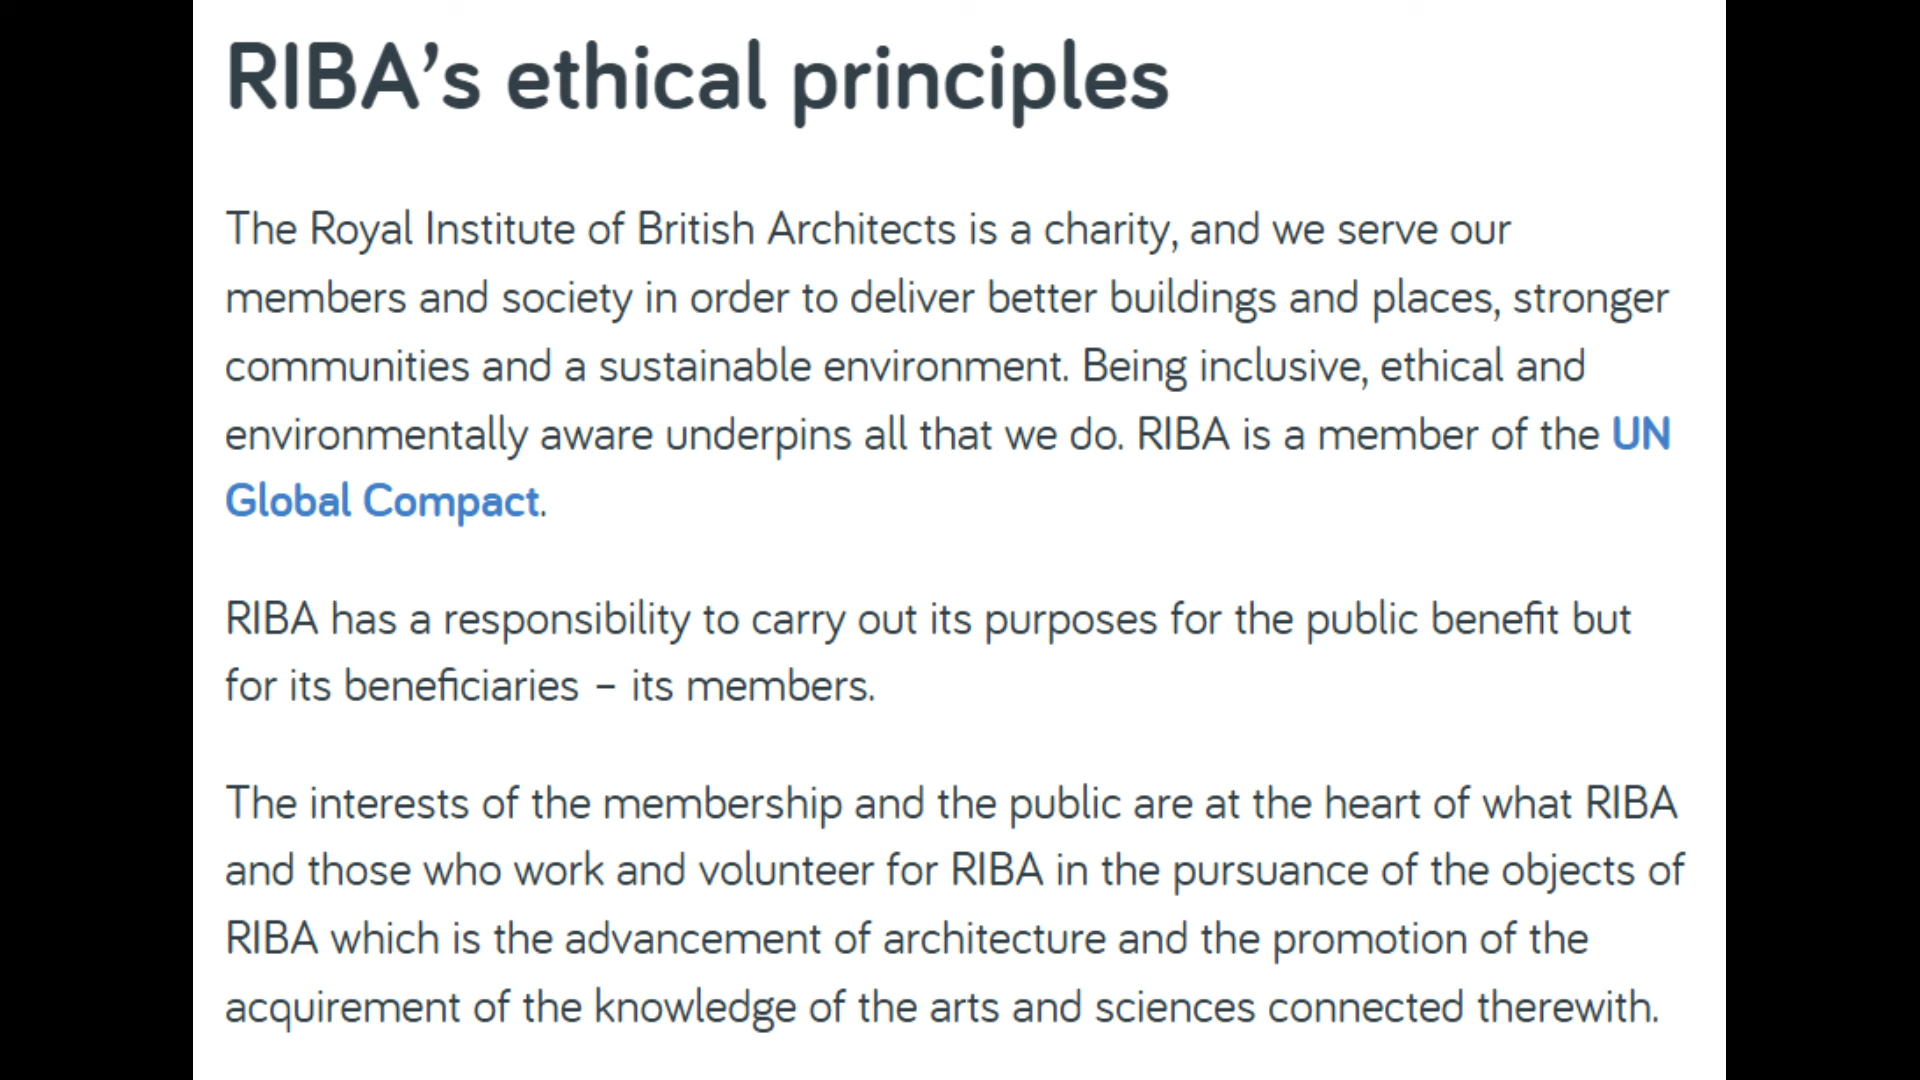 RIBA’s ethical principles
The Royal Institute of British Architects is a charity, and we serve our
members and society in order to deliver better buildings and places, stronger
communities and a sustainable environment. Being inclusive, ethical and
environmentally aware underpins all that we do. RIBA is a member of the UN
Global Compact.
RIBA has a responsibility to carry out its purposes for the public benefit but
for its beneficiaries – its members.
The interests of the membership and the public are at the heart of what RIBA
and those who work and volunteer for RIBA in the pursuance of the objects of
RIBA which is the advancement of architecture and the promotion of the
acquirement of the knowledge of the arts and sciences connected therewith.